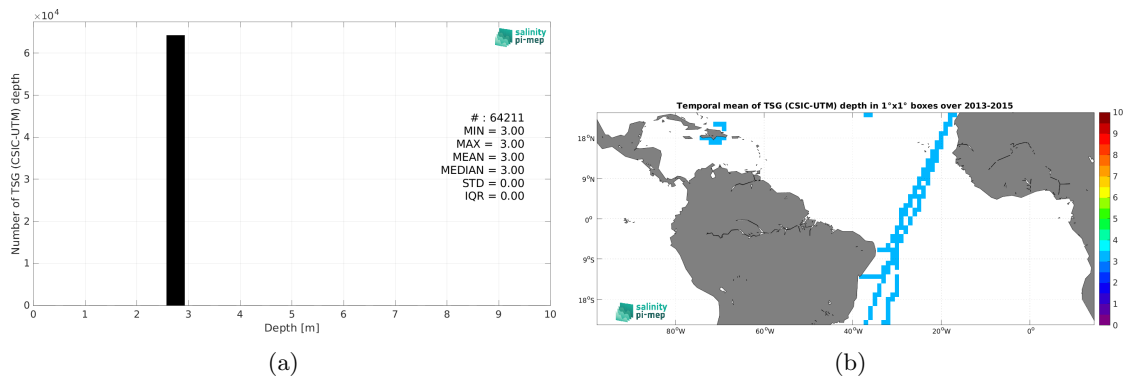 ×10⁴
6
5
4
3
2
1
0
Number of TSG (CSIC-UTM) depth
0 1 2 3 4 5 6 7 8 9 10
Depth [m]
salinity
pi-mep
# : 64211
MIN = 3.00
MAX = 3.00
MEAN = 3.00
MEDIAN = 3.00
STD = 0.00
IQR = 0.00
(a)
Temporal mean of TSG (CSIC-UTM) depth in 1°x1° boxes over 2013-2015
18°N
9°N
0°
9°S
18°S
80°W 60°W 40°W 20°W 0°
salinity
pi-mep
10
9
8
7
6
5
4
3
2
1
0
(b)